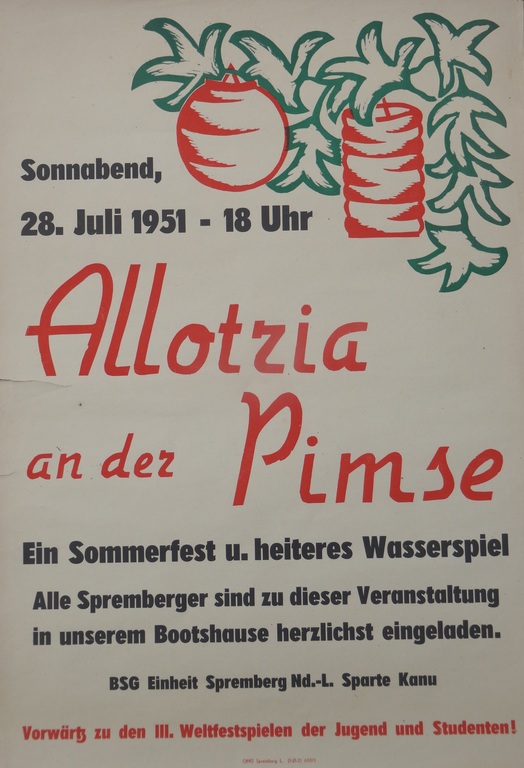 Sonnabend,
28. Juli 1951 - 18 Uhr
Allotria
an der Pimse
Ein Sommerfest u. heiteres Wasserspiel
Alle Spremberger sind zu dieser Veranstaltung
in unserem Bootshause herzlichst eingeladen.
BSG Einheit Spremberg Nd.-L. Sparte Kanu
Vorwärtß zu den III. Weltfestspielen der Jugend und Studenten!
Spremberg L.